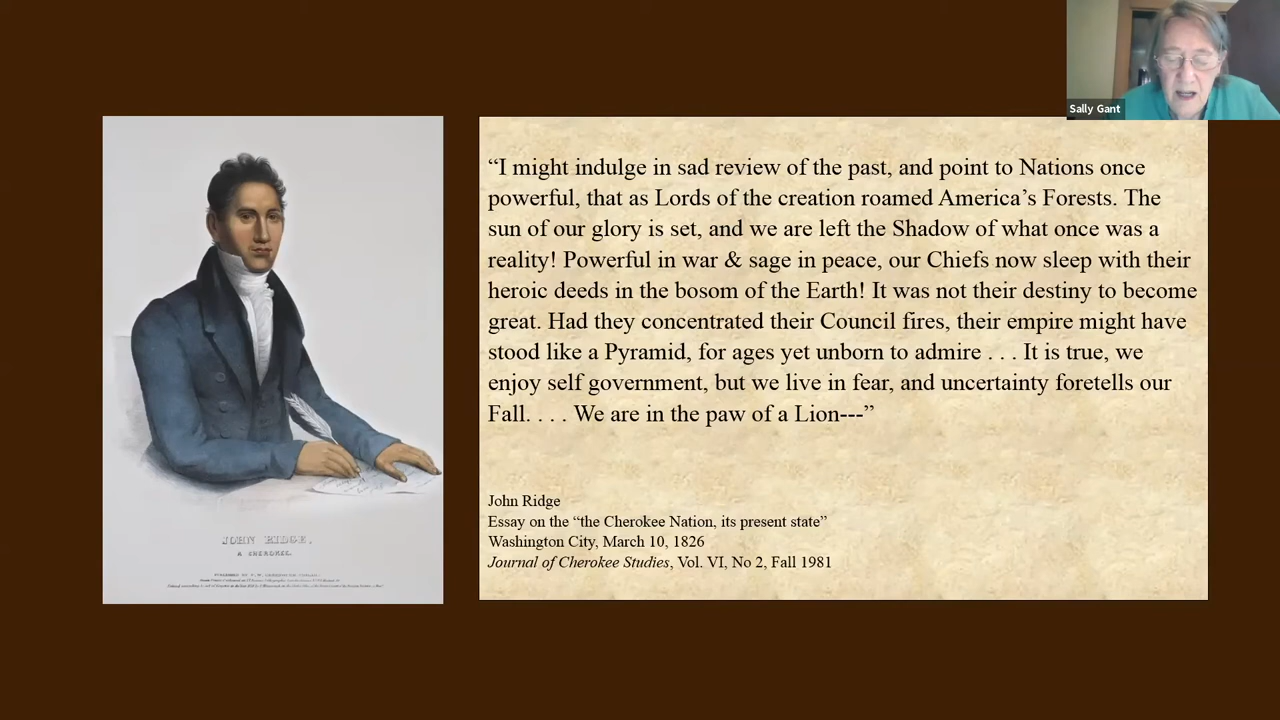 Sally Gant
“I might indulge in sad review of the past, and point to Nations once
powerful, that as Lords of the creation roamed America’s Forests. The
sun of our glory is set, and we are left the Shadow of what once was a
reality! Powerful in war & sage in peace, our Chiefs now sleep with their
heroic deeds in the bosom of the Earth! It was not their destiny to become
great. Had they concentrated their Council fires, their empire might have
stood like a Pyramid, for ages yet unborn to admire . . . It is true, we
enjoy self government, but we live in fear, and uncertainty foretells our
Fall. . . . We are in the paw of a Lion---”
John Ridge
Essay on the “the Cherokee Nation, its present state”
Washington City, March 10, 1826
Journal of Cherokee Studies, Vol. VI, No 2, Fall 1981
JOHN RIDGE.
A CHEROKEE.